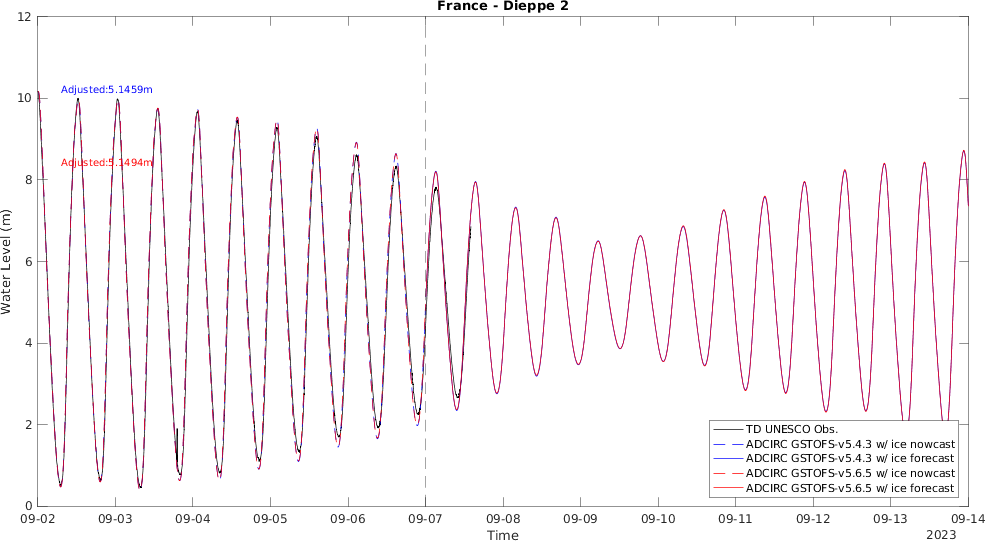 France - Dieppe 2
12
10
8
6
4
2
0
Water Level (m)
Adjusted:5.1459m
Adjusted:5.1494m
TD UNESCO Obs.
ADCIRC GSTOFS-v5.4.3 w/ ice nowcast
ADCIRC GSTOFS-v5.4.3 w/ ice forecast
ADCIRC GSTOFS-v5.6.5 w/ ice nowcast
ADCIRC GSTOFS-v5.6.5 w/ ice forecast
09-02 09-03 09-04 09-05 09-06 09-07 09-08 09-09 09-10 09-11 09-12 09-13 09-14
Time
2023